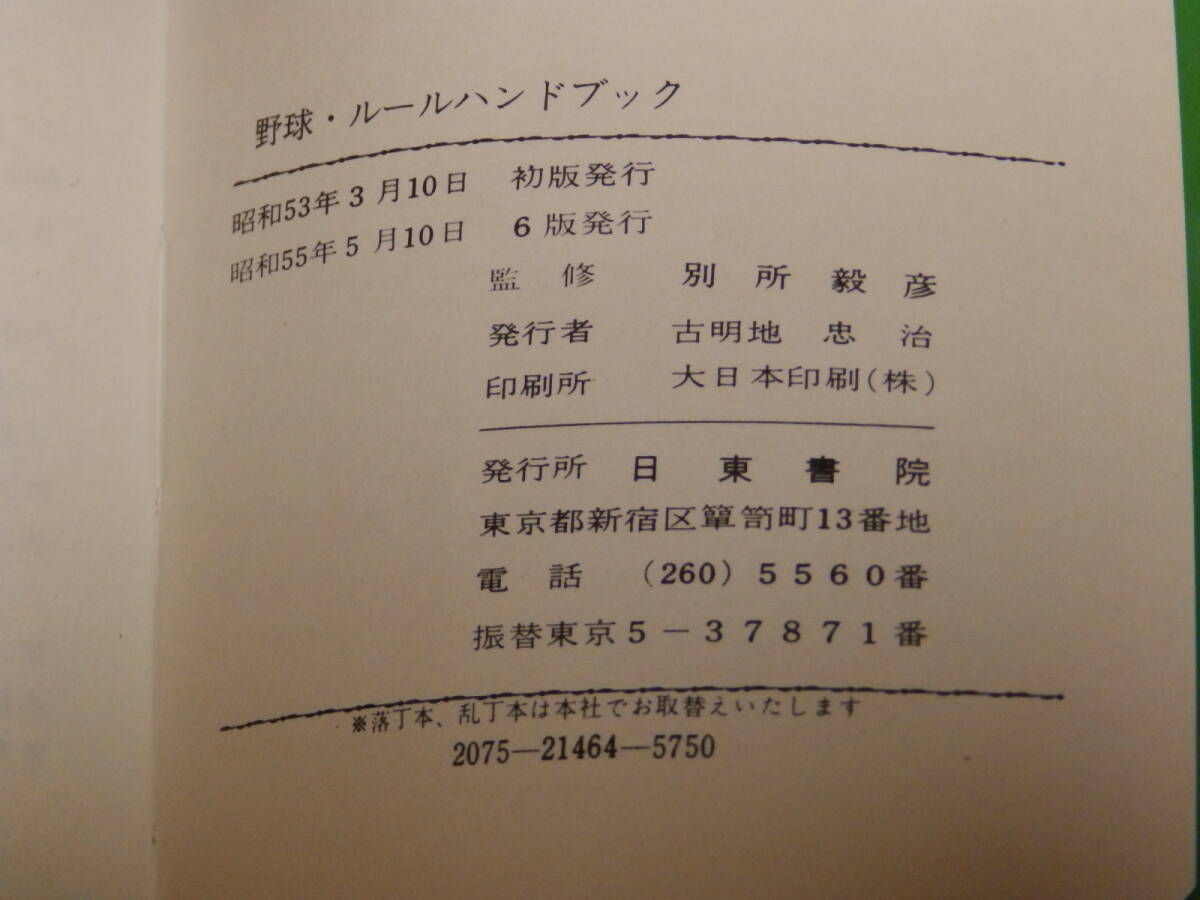 野球・ルールハンドブック
昭和53年3月10日 初版発行
昭和55年5月10日 6版発行
監修 別所毅彦
発行者 古明地忠治
印刷所 大日本印刷(株)
発行所 日東書院
東京都新宿区簞笥町13番地
電話 (260) 5560番
振替東京5-37871番
※落丁本、乱丁本は本社でお取替えいたします
2075—21464—5750